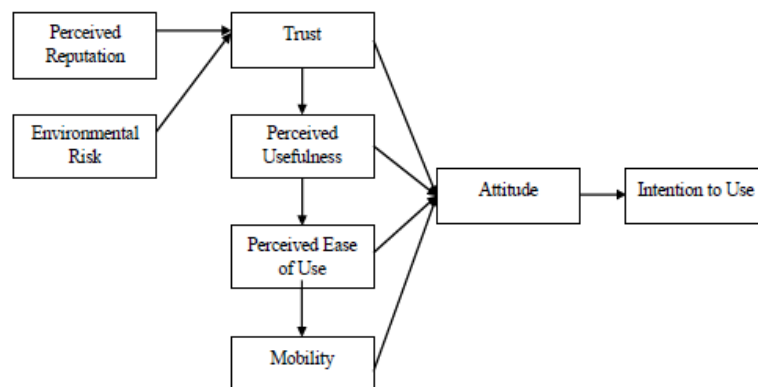 Perceived
Reputation
Trust
Environmental
Risk
Perceived
Usefulness
Attitude
Intention to Use
Perceived Ease
of Use
Mobility